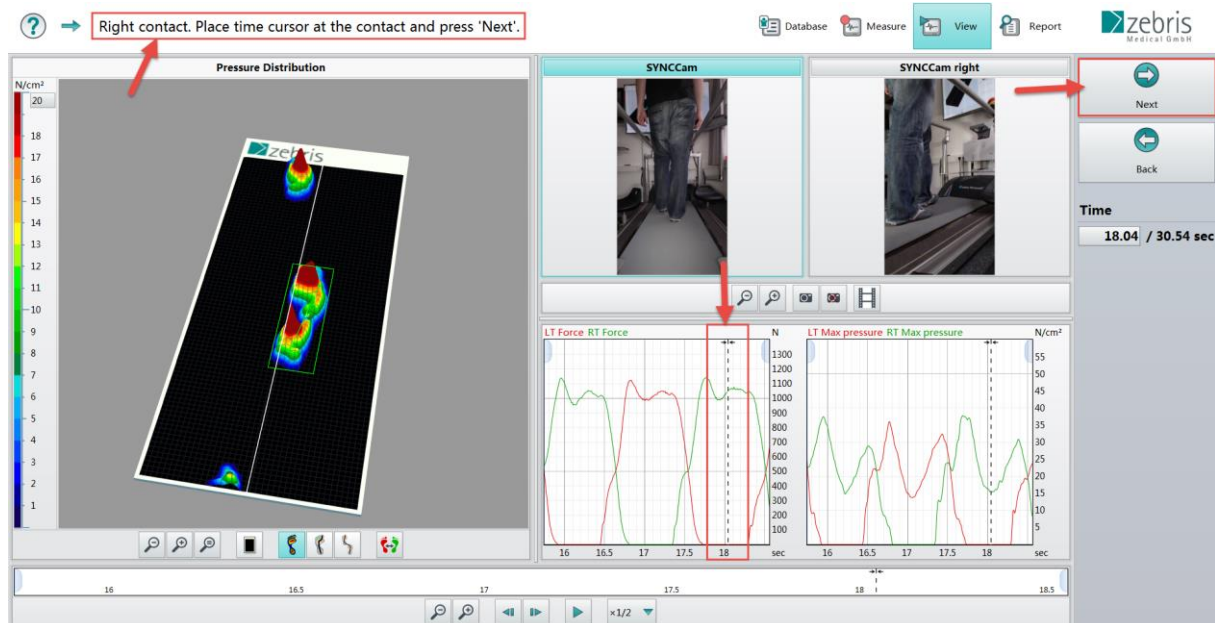 ?
Right contact. Place time cursor at the contact and press 'Next'.
Database
Measure
View
Report
zebris
Medical GmbH
Pressure Distribution
N/cm²
20
18
17
16
15
14
13
12
11
10
9
8
7
6
5
4
3
2
1
zebris
SYNCCam
SYNCCam right
Next
Back
Time
18.04 / 30.54 sec
LT Force RT Force N
1300
1200
1100
1000
900
800
700
600
500
400
300
200
100
16 16.5 17 17.5 18 sec
LT Max pressure RT Max pressure N/cm²
55
50
45
40
35
30
25
20
15
10
5
16 16.5 17 17.5 18 sec
16 16.5 17 17.5 18 18.5
×1/2